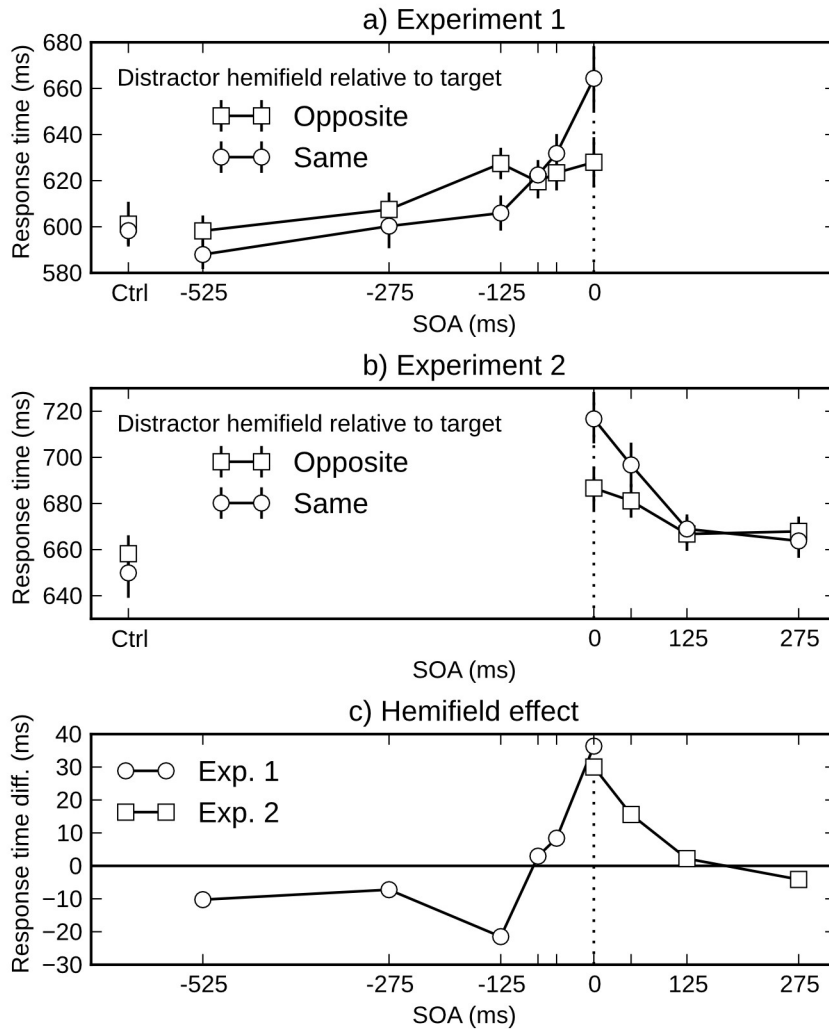 a) Experiment 1
Response time (ms)
680
660
640
620
600
580
Distractor hemifield relative to target
Opposite
Same
Ctrl -525 -275 -125 0
SOA (ms)
b) Experiment 2
Response time (ms)
720
700
680
660
640
Distractor hemifield relative to target
Opposite
Same
Ctrl 0 125 275
SOA (ms)
c) Hemifield effect
Response time diff. (ms)
40
30
20
10
0
−10
−20
−30
Exp. 1
Exp. 2
-525 -275 -125 0 125 275
SOA (ms)